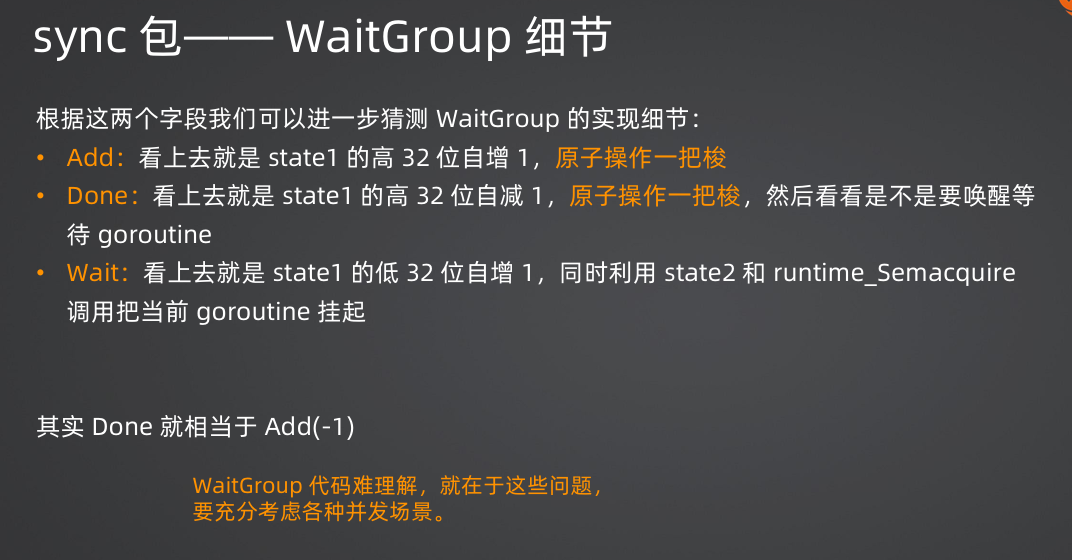 sync 包—— WaitGroup 细节
根据这两个字段我们可以进一步猜测 WaitGroup 的实现细节：
• Add：看上去就是 state1 的高 32 位自增 1，原子操作一把梭
• Done：看上去就是 state1 的高 32 位自减 1，原子操作一把梭，然后看看是不是要唤醒等
待 goroutine
• Wait：看上去就是 state1 的低 32 位自增 1，同时利用 state2 和 runtime_Semacquire
调用把当前 goroutine 挂起
其实 Done 就相当于 Add(-1)
WaitGroup 代码难理解，就在于这些问题，
要充分考虑各种并发场景。